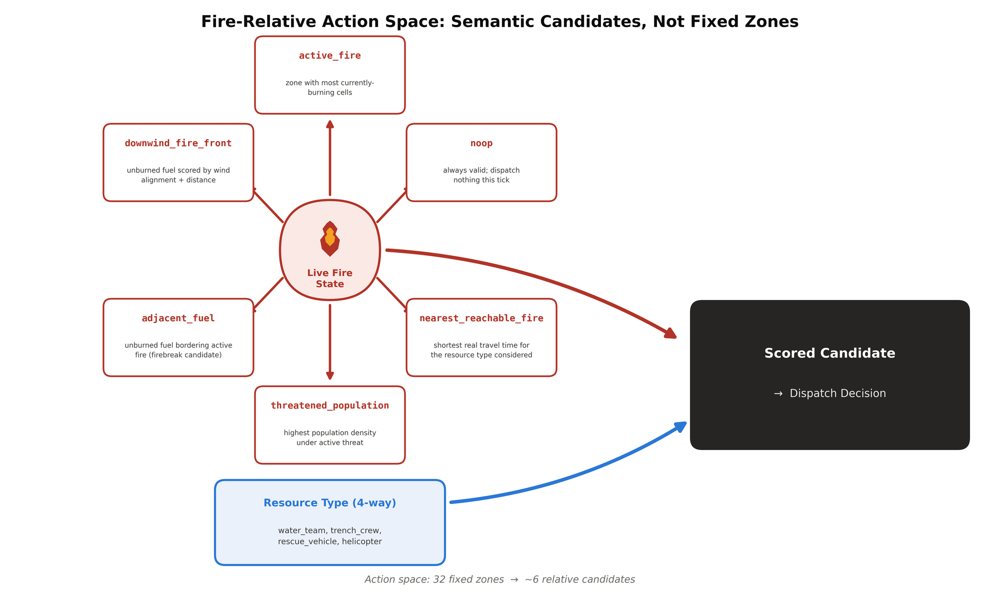 Fire-Relative Action Space: Semantic Candidates, Not Fixed Zones
active_fire
zone with most currently-
burning cells
downwind_fire_front
unburned fuel scored by wind
alignment + distance
noop
always valid; dispatch
nothing this tick
Live Fire
State
adjacent_fuel
unburned fuel bordering active
fire (firebreak candidate)
nearest_reachable_fire
shortest real travel time for
the resource type considered
Scored Candidate
→ Dispatch Decision
threatened_population
highest population density
under active threat
Resource Type (4-way)
water_team, trench_crew,
rescue_vehicle, helicopter
Action space: 32 fixed zones → ~6 relative candidates